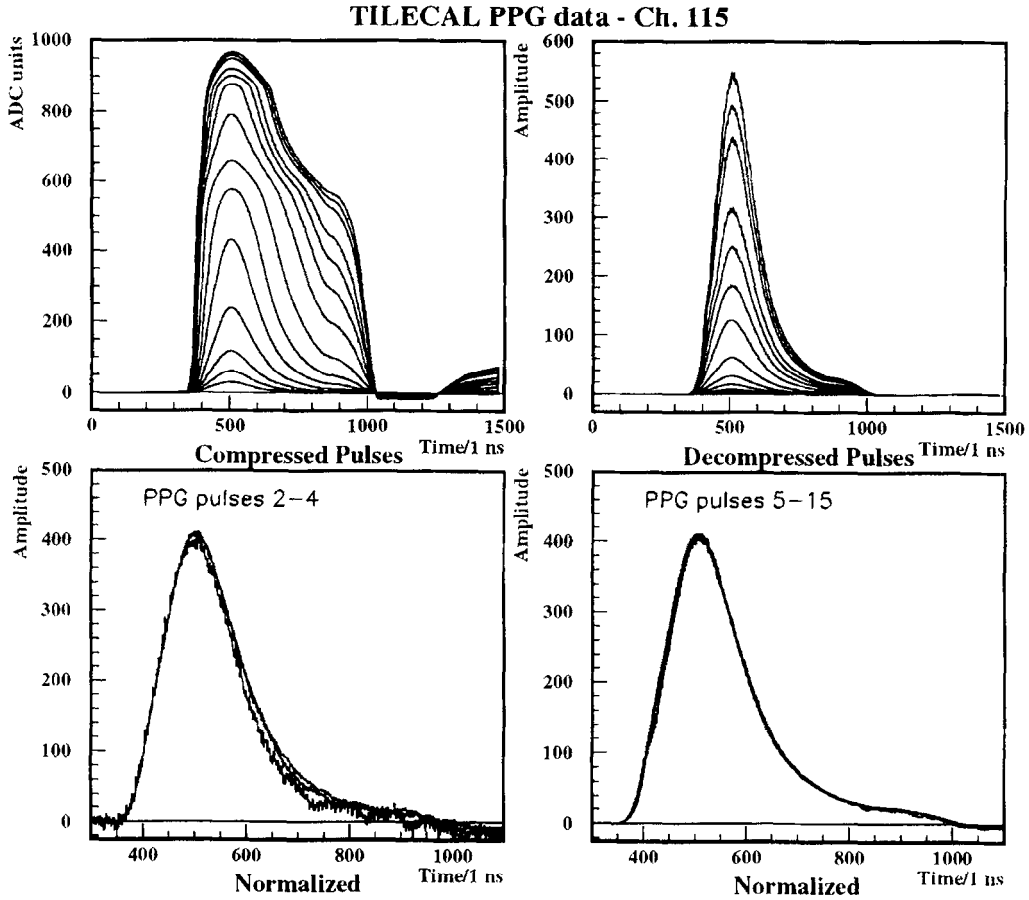 TILECAL PPG data - Ch. 115
ADC units
1000
800
600
400
200
0
0 500 1000 1500
Time/1 ns
Compressed Pulses
Amplitude
600
500
400
300
200
100
0
0 500 1000 1500
Time/1 ns
Decompressed Pulses
Amplitude
500
400
300
200
100
0
PPG pulses 2-4
400 600 800 1000
Time/1 ns
Normalized
Amplitude
500
400
300
200
100
0
PPG pulses 5-15
400 600 800 1000
Time/1 ns
Normalized